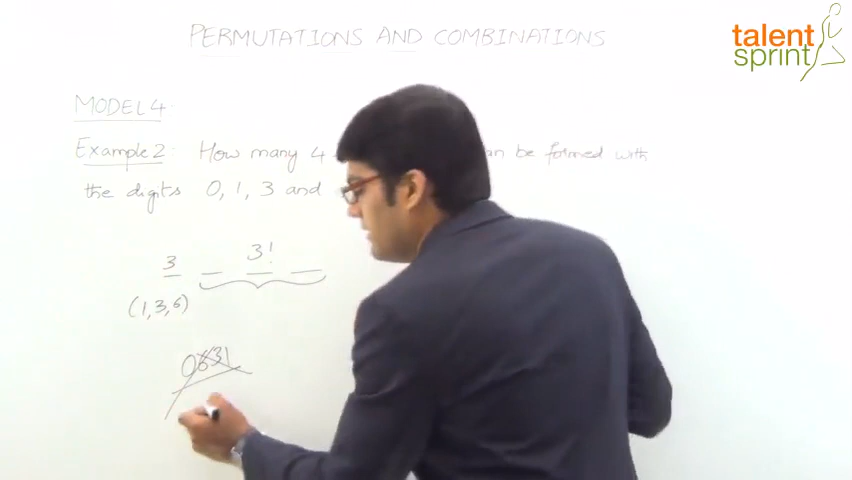 PERMUTATIONS AND COMBINATIONS
talent
sprint
MODEL 4.
Example 2: How many 4 can be formed with
the digits 0, 1, 3 and
3 _ 3! _
(1,3,6)
0631